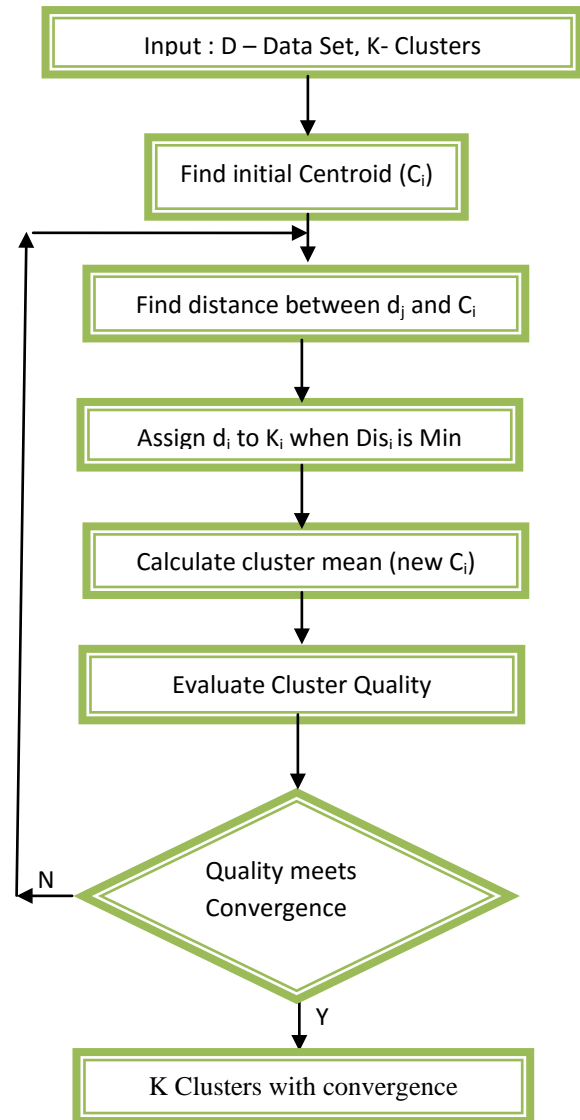 Input : D – Data Set, K- Clusters
Find initial Centroid (Cᵢ)
Find distance between dⱼ and Cᵢ
Assign dⱼ to Kᵢ when Disᵢ is Min
Calculate cluster mean (new Cᵢ)
Evaluate Cluster Quality
Quality meets
Convergence
N
Y
K Clusters with convergence